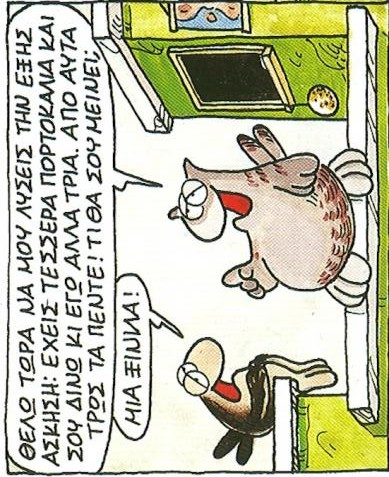 ΘΕΛΩ ΤΩΡΑ ΝΑ ΜΟΥ ΛΥΣΕΙΣ ΤΗΝ ΕΞΗΣ
ΑΣΚΗΣΗ: ΕΧΕΙΣ ΤΕΣΣΕΡΑ ΠΟΡΤΟΚΑΛΙΑ ΚΑΙ
ΣΟΥ ΔΙΝΩ ΚΙ ΕΓΩ ΑΛΛΑ ΤΡΙΑ. ΑΠΟ ΑΥΤΑ
ΤΡΩΣ ΤΑ ΠΕΝΤΕ! ΤΙ ΘΑ ΣΟΥ ΜΕΙΝΕΙ;
ΜΙΑ ΞΙΝΙΛΑ!